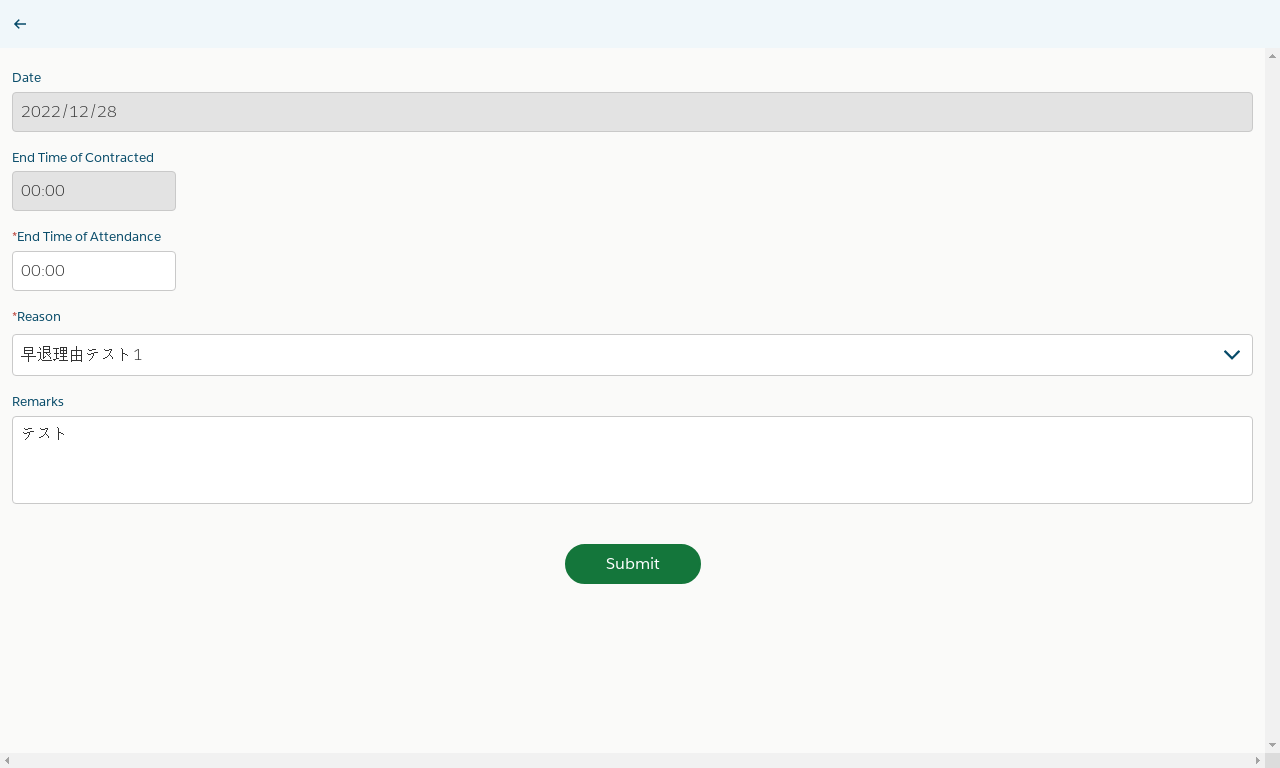 Date
2022/12/28
End Time of Contracted
00:00
*End Time of Attendance
00:00
*Reason
早退理由テスト１
Remarks
テスト
Submit